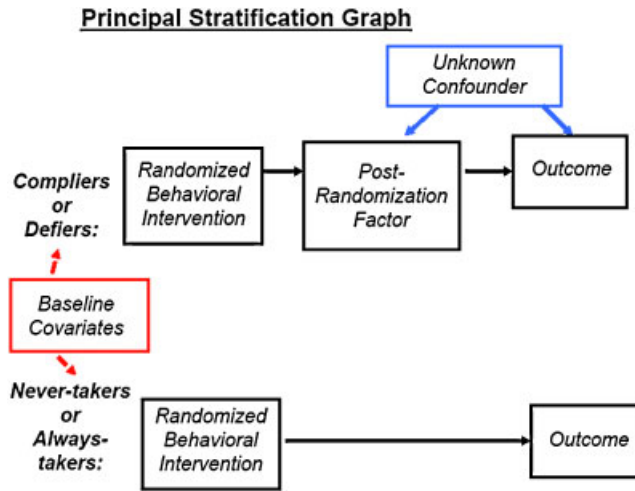 Principal Stratification Graph
Unknown
Confounder
Compliers
or
Defiers:
Randomized
Behavioral
Intervention
Post-
Randomization
Factor
Outcome
Baseline
Covariates
Never-takers
or
Always-
takers:
Randomized
Behavioral
Intervention
Outcome